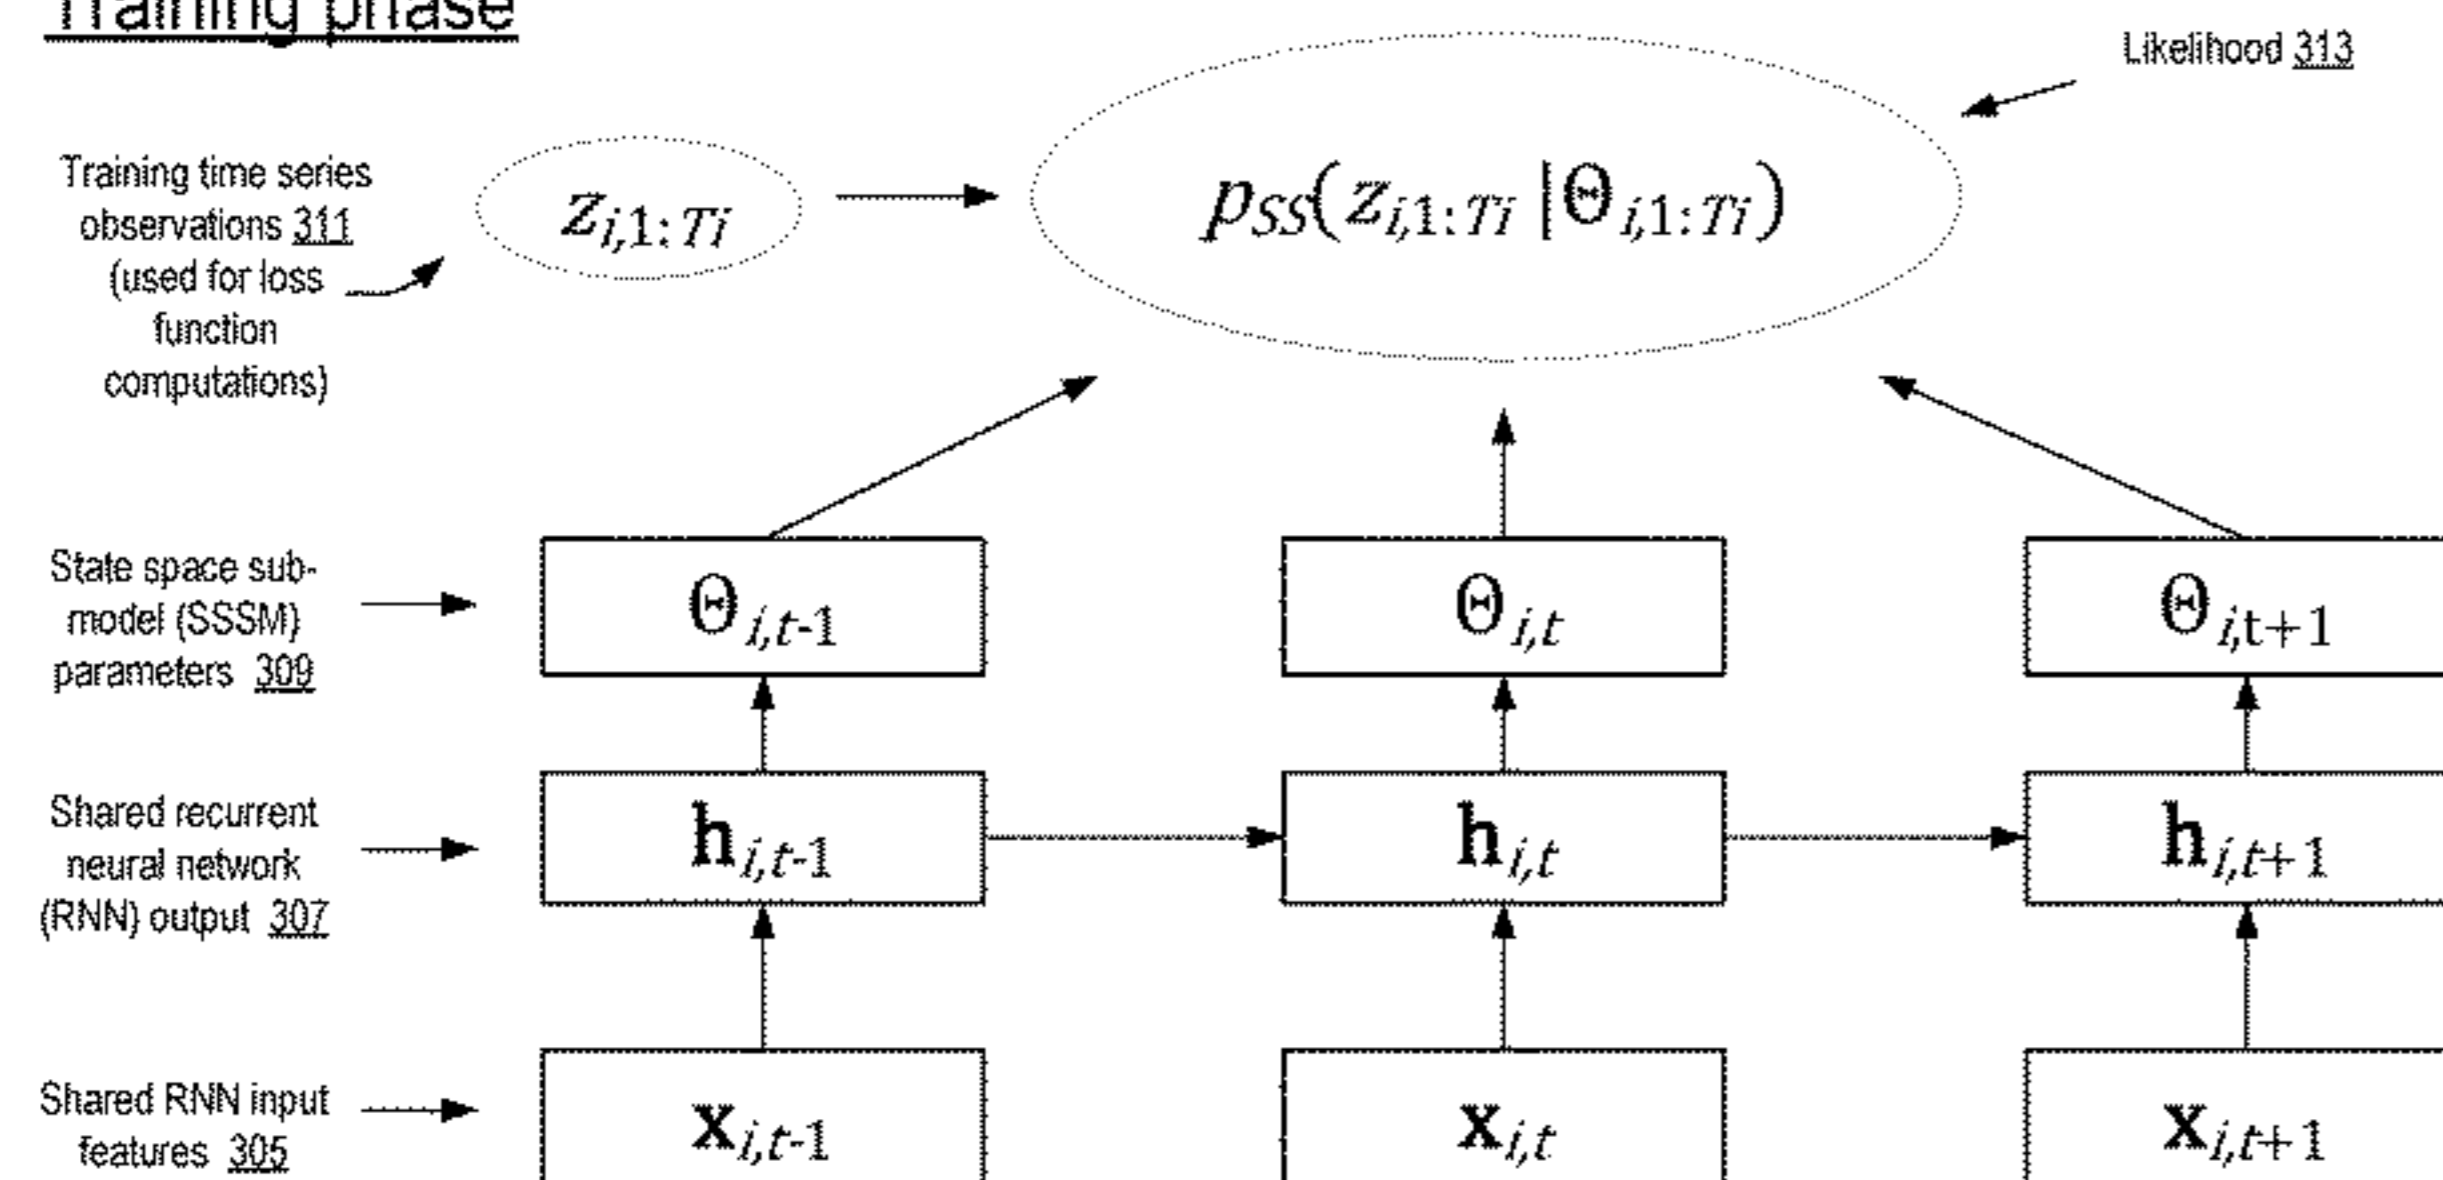 Training phase
Likelihood 313
Training time series
observations 311
(used for loss
function
computations)
z_{i,1:Ti}
p_{SS}(z_{i,1:Ti} | Θ_{i,1:Ti})
State space sub-
model (SSSM)
parameters 309
Θ_{i,t-1}
Θ_{i,t}
Θ_{i,t+1}
Shared recurrent
neural network
(RNN) output 307
h_{i,t-1}
h_{i,t}
h_{i,t+1}
Shared RNN input
features 305
x_{i,t-1}
x_{i,t}
x_{i,t+1}